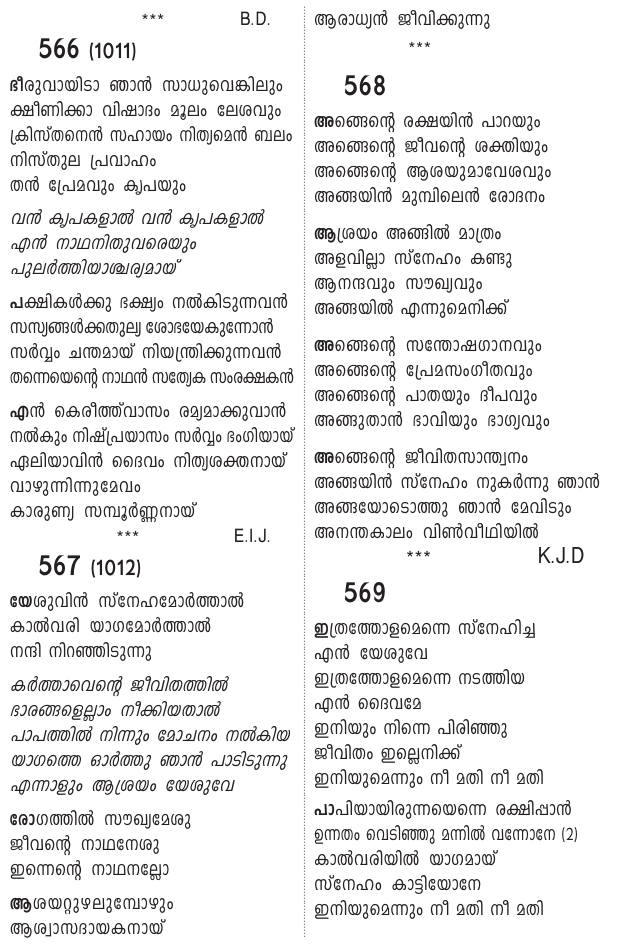 *** B.D.
566 (1011)
ഭീരുവായിടാ ഞാൻ സാധുവെങ്കിലും
ക്ഷീണിക്കാ വിഷാദം മൂലം ലേശവും
ക്രിസ്തനെൻ സഹായം നിത്യമെൻ ബലം
നിസ്തുല പ്രവാഹം
തൻ പ്രേമവും കൃപയും
വൻ കൃപകളാൽ വൻ കൃപകളാൽ
എൻ നാഥനിതുവരെയും
പുലർത്തിയാശ്ചര്യമായ്
പക്ഷികൾക്കു ഭക്ഷ്യം നൽകിടുന്നവൻ
സസ്യങ്ങൾക്കതുല്യ ശോഭയേകുന്നോൻ
സർവ്വം ചന്തമായ് നിയന്ത്രിക്കുന്നവൻ
തന്നെയെന്റെ നാഥൻ സത്യേക സംരക്ഷകൻ
എൻ കെരീത്ത്‌വാസം രമ്യമാക്കുവാൻ
നൽകും നിഷ്പ്രയാസം സർവ്വം ഭംഗിയായ്
ഏലിയാവിൻ ദൈവം നിത്യശക്തനായ്
വാഴുന്നിന്നുമേവം
കാരുണ്യ സമ്പൂർണ്ണനായ്
*** E.I.J.
567 (1012)
യേശുവിൻ സ്നേഹമോർത്താൽ
കാൽവരി യാഗമോർത്താൽ
നന്ദി നിറഞ്ഞിടുന്നു
കർത്താവെന്റെ ജീവിതത്തിൽ
ഭാരങ്ങളെല്ലാം നീക്കിയതാൽ
പാപത്തിൽ നിന്നും മോചനം നൽകിയ
യാഗത്തെ ഓർത്തു ഞാൻ പാടിടുന്നു
എന്നാളും ആശ്രയം യേശുവേ
രോഗത്തിൽ സൗഖ്യമേശു
ജീവന്റെ നാഥനേശു
ഇന്നെന്റെ നാഥനല്ലോ
ആശയറ്റുഴലുമ്പോഴും
ആശ്വാസദായകനായ്
ആരാധ്യൻ ജീവിക്കുന്നു
***
568
അങ്ങെന്റെ രക്ഷയിൻ പാറയും
അങ്ങെന്റെ ജീവന്റെ ശക്തിയും
അങ്ങെന്റെ ആശയുമാവേശവും
അങ്ങയിൻ മുമ്പിലെൻ രോദനം
ആശ്രയം അങ്ങിൽ മാത്രം
അളവില്ലാ സ്നേഹം കണ്ടു
ആനന്ദവും സൗഖ്യവും
അങ്ങയിൽ എന്നുമെനിക്ക്
അങ്ങെന്റെ സന്തോഷഗാനവും
അങ്ങെന്റെ പ്രേമസംഗീതവും
അങ്ങെന്റെ പാതയും ദീപവും
അങ്ങുതാൻ ഭാവിയും ഭാഗ്യവും
അങ്ങെന്റെ ജീവിതസാന്ത്വനം
അങ്ങയിൻ സ്നേഹം നുകർന്നു ഞാൻ
അങ്ങയോടൊത്തു ഞാൻ മേവിടും
അനന്തകാലം വിൺവീഥിയിൽ
*** K.J.D
569
ഇത്രത്തോളമെന്നെ സ്നേഹിച്ച
എൻ യേശുവേ
ഇത്രത്തോളമെന്നെ നടത്തിയ
എൻ ദൈവമേ
ഇനിയും നിന്നെ പിരിഞ്ഞു
ജീവിതം ഇല്ലെനിക്ക്
ഇനിയുമെന്നും നീ മതി നീ മതി
പാപിയായിരുന്നയെന്നെ രക്ഷിപ്പാൻ
ഉന്നതം വെടിഞ്ഞു മന്നിൽ വന്നോനേ (2)
കാൽവരിയിൽ യാഗമായ്
സ്നേഹം കാട്ടിയോനേ
ഇനിയുമെന്നും നീ മതി നീ മതി